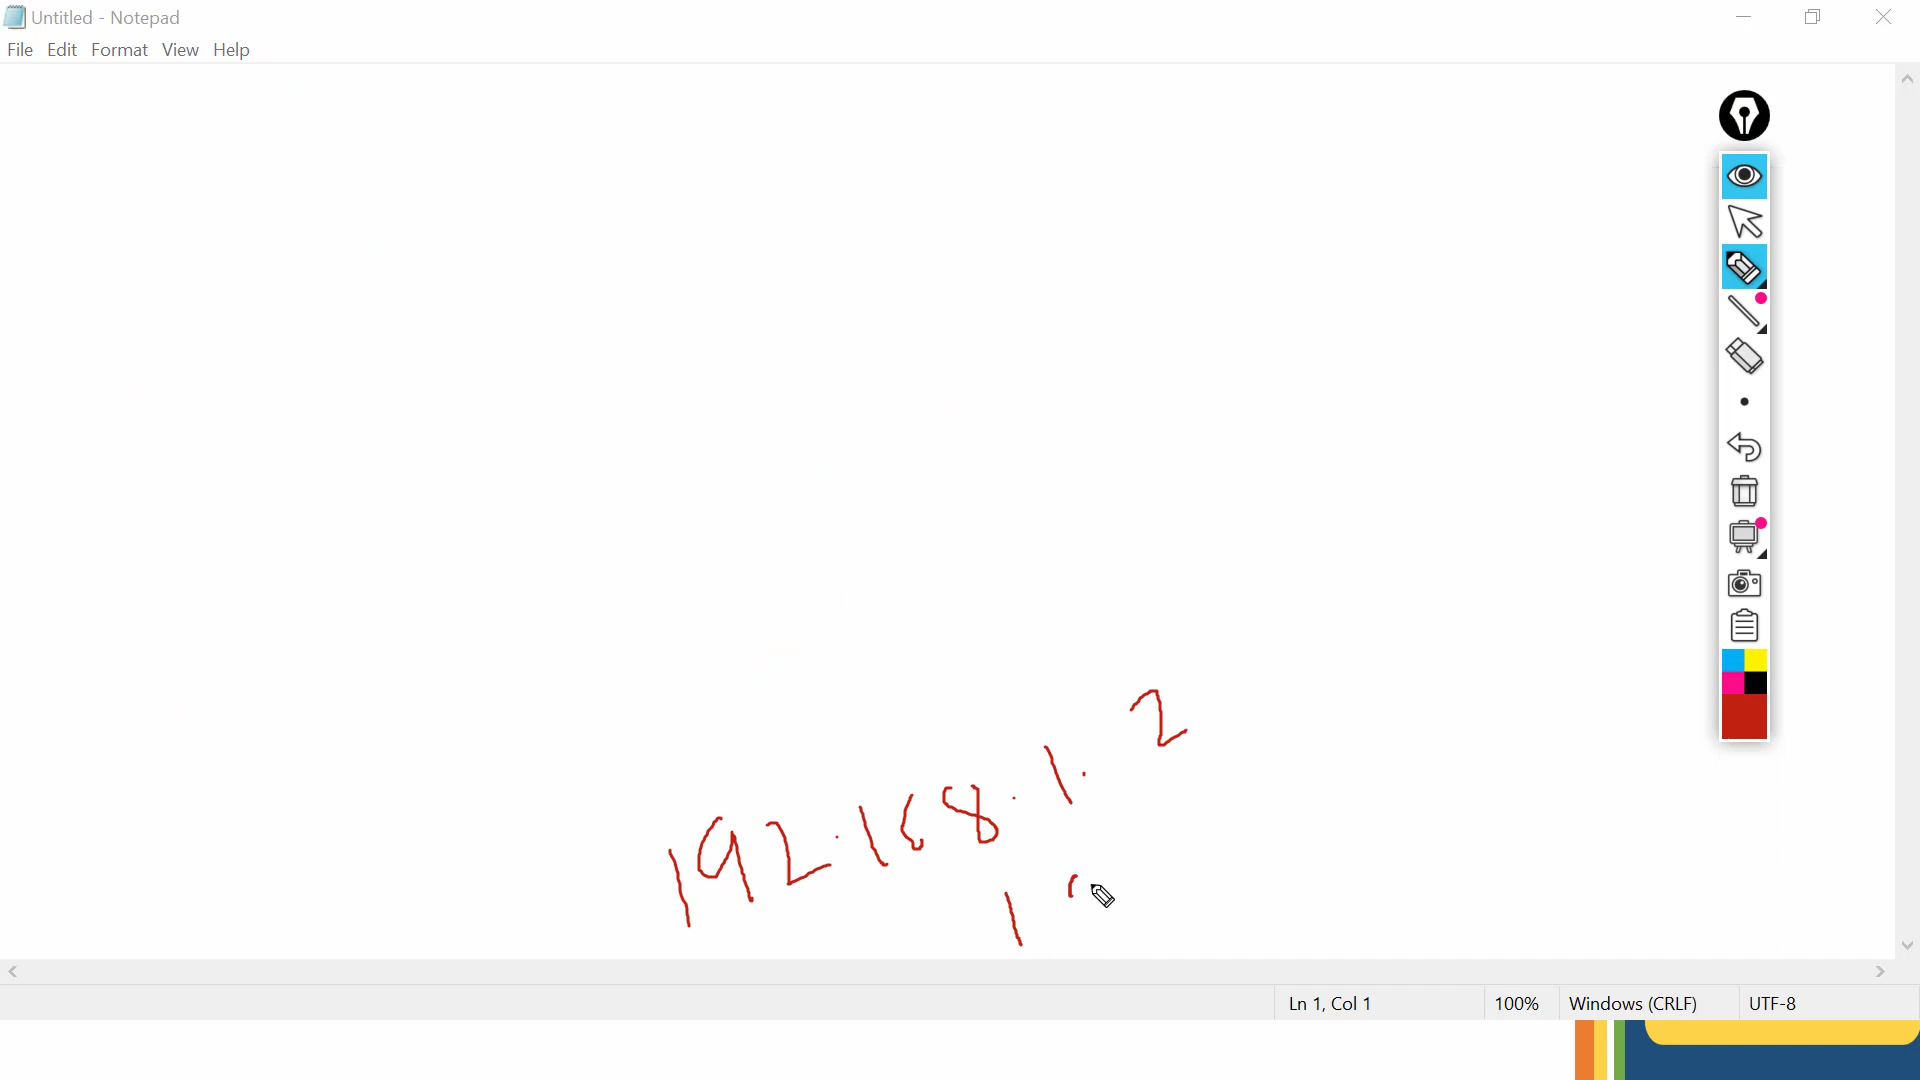 Untitled - Notepad
File Edit Format View Help
192.168.1.2
1
Ln 1, Col 1 100% Windows (CRLF) UTF-8